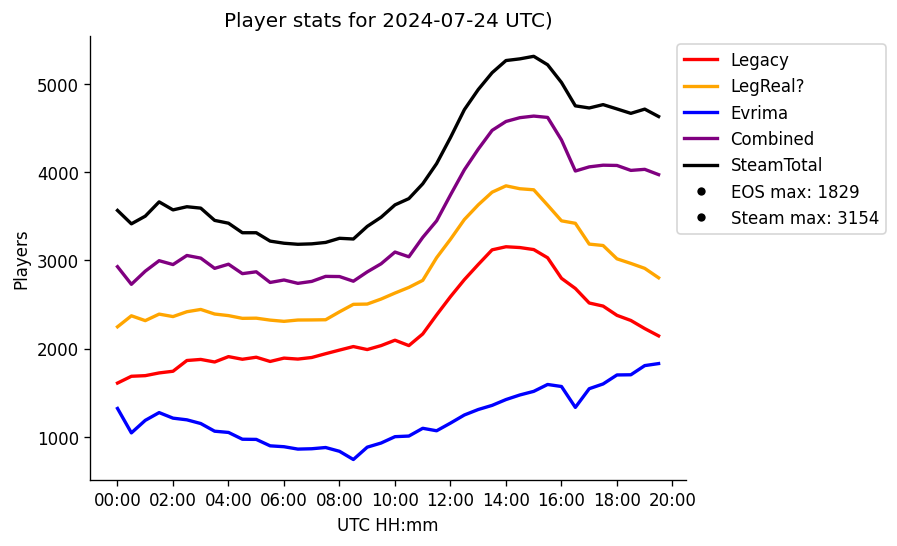 Player stats for 2024-07-24 UTC)
Players
5000
4000
3000
2000
1000
00:00 02:00 04:00 06:00 08:00 10:00 12:00 14:00 16:00 18:00 20:00
UTC HH:mm
Legacy
LegReal?
Evrima
Combined
SteamTotal
EOS max: 1829
Steam max: 3154